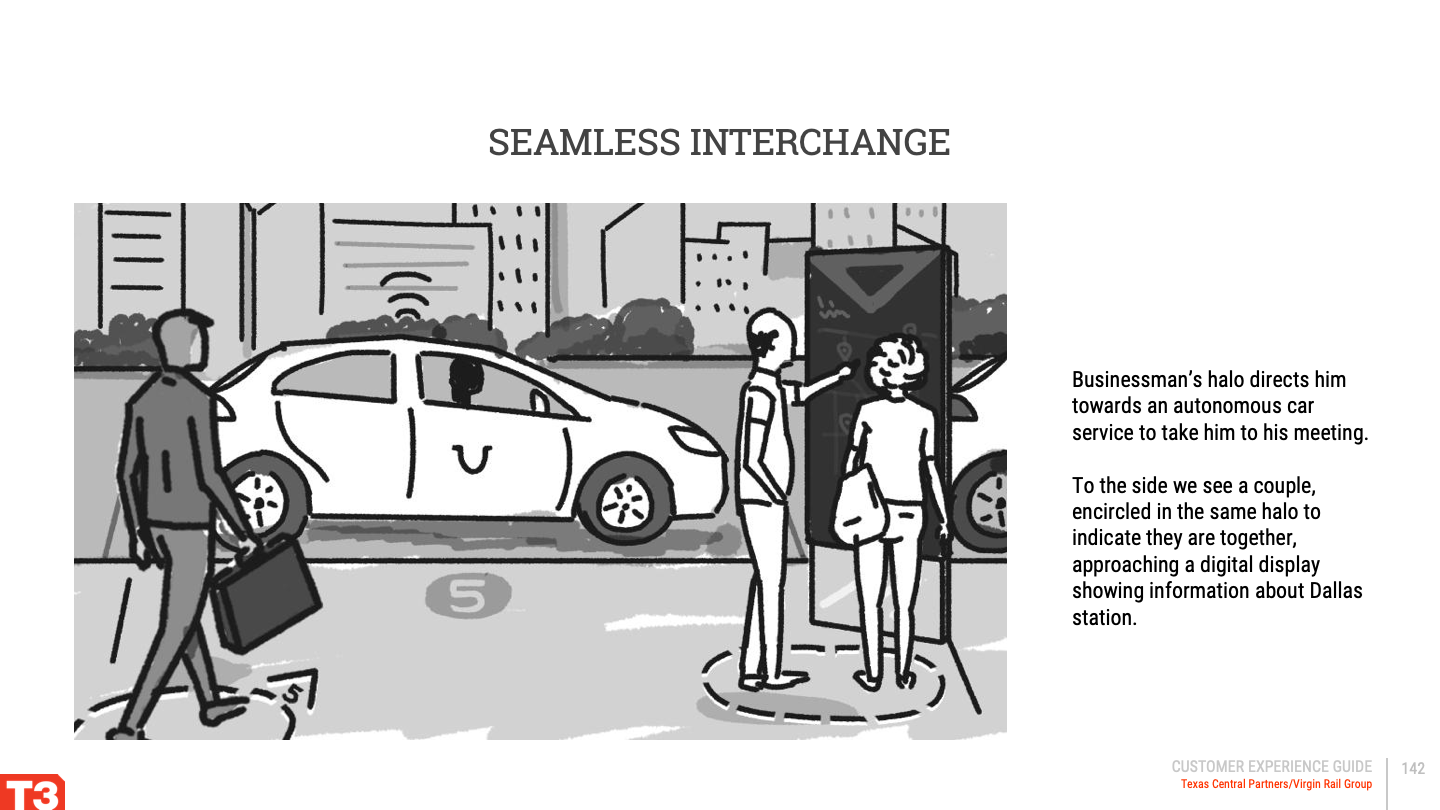 SEAMLESS INTERCHANGE
5
5
Businessman’s halo directs him
towards an autonomous car
service to take him to his meeting.
To the side we see a couple,
encircled in the same halo to
indicate they are together,
approaching a digital display
showing information about Dallas
station.
CUSTOMER EXPERIENCE GUIDE
Texas Central Partners/Virgin Rail Group
142
T3